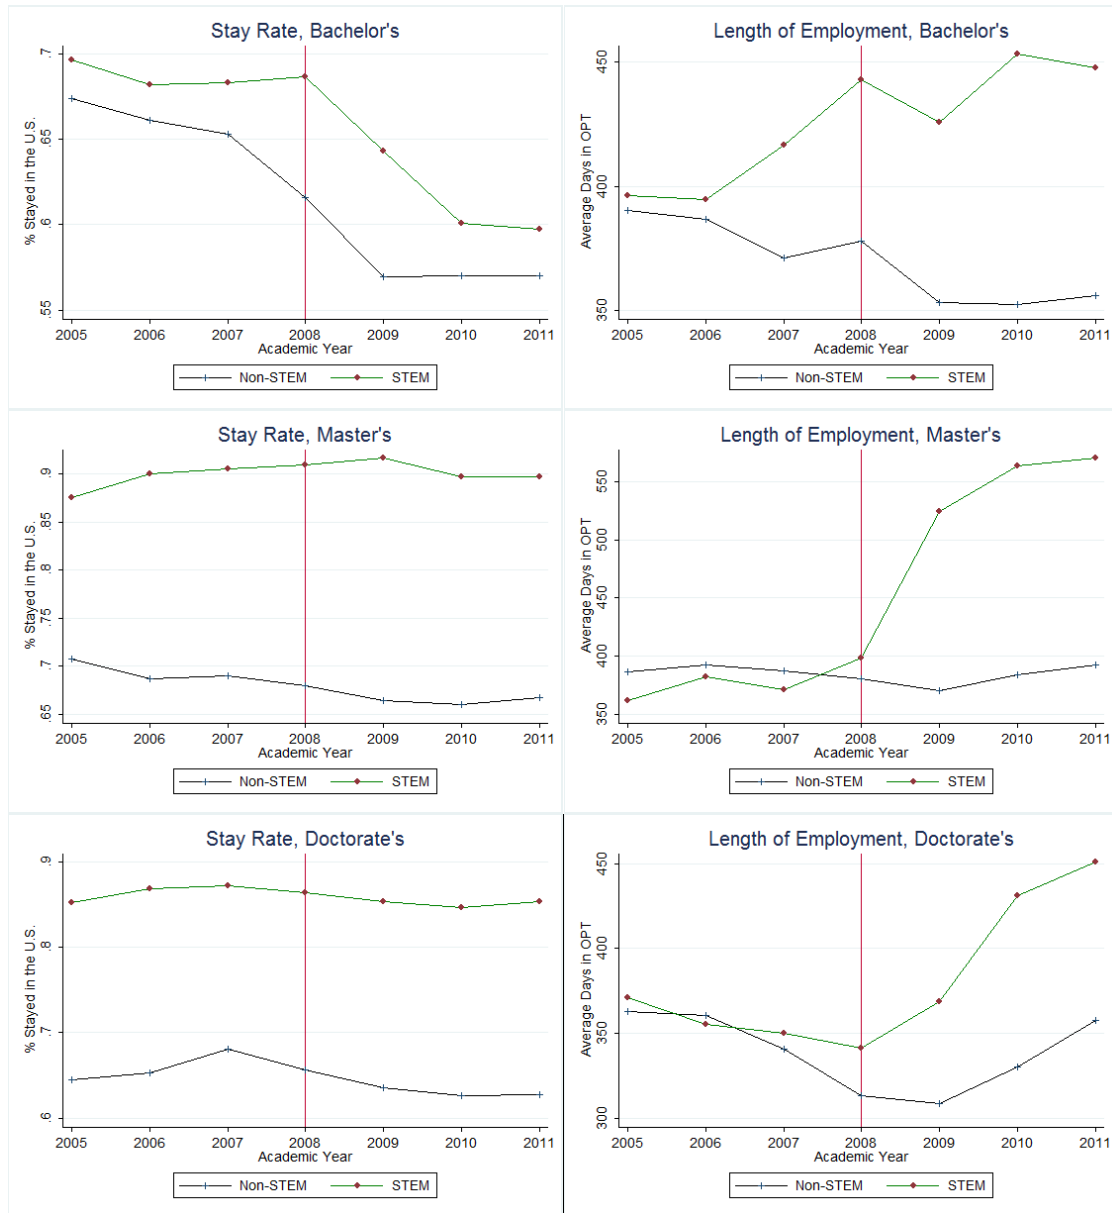 Stay Rate, Bachelor's
% Stayed in the U.S.
.7
.65
.6
.55
2005 2006 2007 2008 2009 2010 2011
Academic Year
Non-STEM STEM
Length of Employment, Bachelor's
Average Days in OPT
450
400
350
2005 2006 2007 2008 2009 2010 2011
Academic Year
Non-STEM STEM
Stay Rate, Master's
% Stayed in the U.S.
.9
.85
.8
.75
.7
.65
2005 2006 2007 2008 2009 2010 2011
Academic Year
Non-STEM STEM
Length of Employment, Master's
Average Days in OPT
550
500
450
400
350
2005 2006 2007 2008 2009 2010 2011
Academic Year
Non-STEM STEM
Stay Rate, Doctorate's
% Stayed in the U.S.
.9
.8
.7
.6
2005 2006 2007 2008 2009 2010 2011
Academic Year
Non-STEM STEM
Length of Employment, Doctorate's
Average Days in OPT
450
400
350
300
2005 2006 2007 2008 2009 2010 2011
Academic Year
Non-STEM STEM